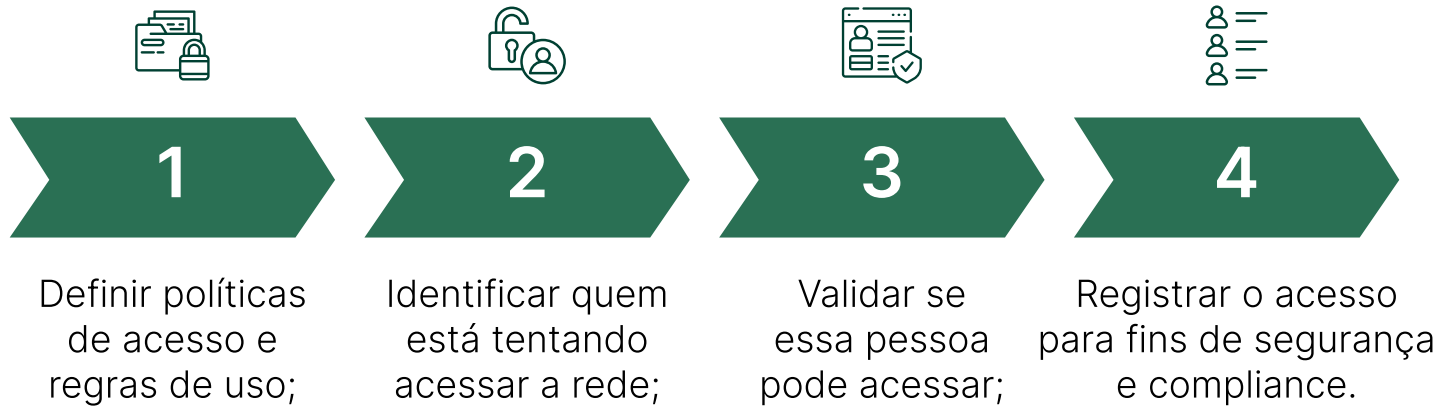 1
2
3
4
Definir políticas
de acesso e
regras de uso;
Identificar quem
está tentando
acessar a rede;
Validar se
essa pessoa
pode acessar;
Registrar o acesso
para fins de segurança
e compliance.